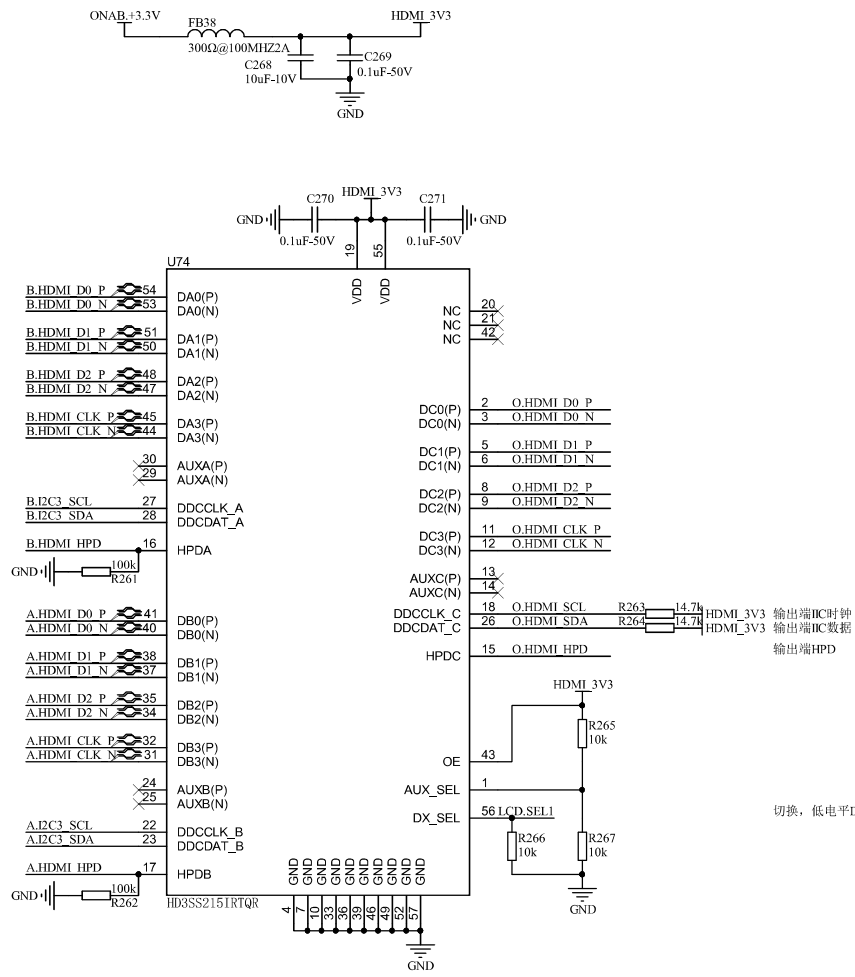 ONAB.+3.3V
FB38
300Ω@100MHZ2A
HDMI_3V3
C268
10uF-10V
C269
0.1uF-50V
GND
HDMI_3V3
C270
C271
GND
GND
0.1uF-50V
0.1uF-50V
19
55
U74
VDD
VDD
B.HDMI_D0_P 54 DA0(P)
B.HDMI_D0_N 53 DA0(N)
B.HDMI_D1_P 51 DA1(P)
B.HDMI_D1_N 50 DA1(N)
B.HDMI_D2_P 48 DA2(P)
B.HDMI_D2_N 47 DA2(N)
B.HDMI_CLK_P 45 DA3(P)
B.HDMI_CLK_N 44 DA3(N)
30 AUXA(P)
29 AUXA(N)
B.I2C3_SCL 27 DDCCLK_A
B.I2C3_SDA 28 DDCDAT_A
B.HDMI_HPD 16 HPDA
GND 100k
R261
A.HDMI_D0_P 41 DB0(P)
A.HDMI_D0_N 40 DB0(N)
A.HDMI_D1_P 38 DB1(P)
A.HDMI_D1_N 37 DB1(N)
A.HDMI_D2_P 35 DB2(P)
A.HDMI_D2_N 34 DB2(N)
A.HDMI_CLK_P 32 DB3(P)
A.HDMI_CLK_N 31 DB3(N)
24 AUXB(P)
25 AUXB(N)
A.I2C3_SCL 22 DDCCLK_B
A.I2C3_SDA 23 DDCDAT_B
A.HDMI_HPD 17 HPDB
GND 100k
R262
NC 20
NC 21
NC 42
DC0(P) 2 O.HDMI_D0_P
DC0(N) 3 O.HDMI_D0_N
DC1(P) 5 O.HDMI_D1_P
DC1(N) 6 O.HDMI_D1_N
DC2(P) 8 O.HDMI_D2_P
DC2(N) 9 O.HDMI_D2_N
DC3(P) 11 O.HDMI_CLK_P
DC3(N) 12 O.HDMI_CLK_N
AUXC(P) 13
AUXC(N) 14
DDCCLK_C 18 O.HDMI_SCL R263 14.7k HDMI_3V3 输出端IIC时钟
DDCDAT_C 26 O.HDMI_SDA R264 14.7k HDMI_3V3 输出端IIC数据
HPDC 15 O.HDMI_HPD 输出端HPD
HDMI_3V3
R265
10k
OE 43
AUX_SEL 1
DX_SEL 56 LCD.SEL1
切换，低电平
R266
10k
R267
10k
GND
GND GND GND GND GND GND GND GND GND GND
4 7 10 33 36 39 46 49 52 57
HD3SS215IRTQR
GND